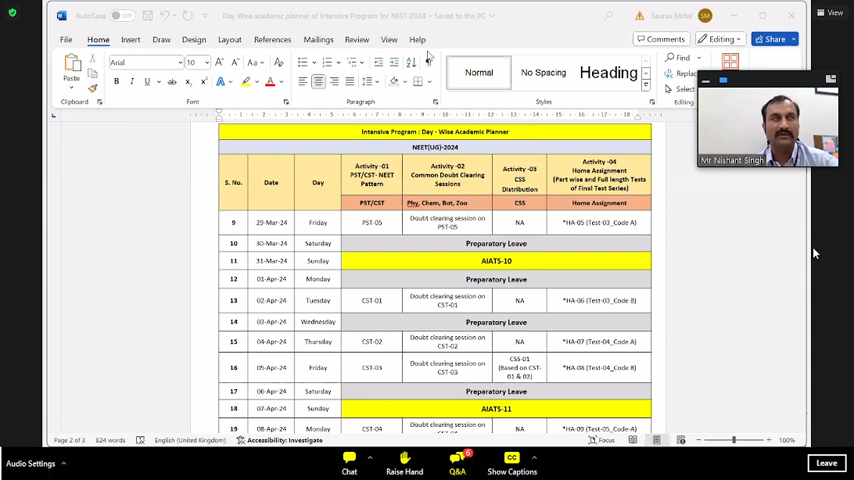 AutoSave Off Day Wise academic planner of Intensive Program for NEET-2024 • Saved to this PC Saurav Mittal SM View
File Home Insert Draw Design Layout References Mailings Review View Help Comments Editing Share
Paste Arial 10 A A Aa Normal No Spacing Heading Find
Replace
Select
Clipboard Font Paragraph Styles Editing
Mr Nishant Singh
Intensive Program : Day - Wise Academic Planner
NEET(UG)-2024
S. No. Date Day Activity -01 PST/CST- NEET Pattern Activity -02 Common Doubt Clearing Sessions Activity -03 CSS Distribution Activity -04 Home Assignment (Part wise and Full length Tests of Final Test Series)
PST/CST Phy, Chem, Bot, Zoo CSS Home Assignment
9 29-Mar-24 Friday PST-05 Doubt clearing session on PST-05 NA *HA-05 (Test-03_Code A)
10 30-Mar-24 Saturday Preparatory Leave
11 31-Mar-24 Sunday AIATS-10
12 01-Apr-24 Monday Preparatory Leave
13 02-Apr-24 Tuesday CST-01 Doubt clearing session on CST-01 NA *HA-06 (Test-03_Code B)
14 03-Apr-24 Wednesday Preparatory Leave
15 04-Apr-24 Thursday CST-02 Doubt clearing session on CST-02 NA *HA-07 (Test-04_Code A)
16 05-Apr-24 Friday CST-03 Doubt clearing session on CST-03 CSS-01 (Based on CST-01 & 02) *HA-08 (Test-04_Code B)
17 06-Apr-24 Saturday Preparatory Leave
18 07-Apr-24 Sunday AIATS-11
19 08-Apr-24 Monday CST-04 Doubt clearing session on NA *HA-09 (Test-05_Code A)
Page 2 of 3 824 words English (United Kingdom) Accessibility: Investigate Focus 100%
Audio Settings Chat Raise Hand Q&A 6 Show Captions Leave